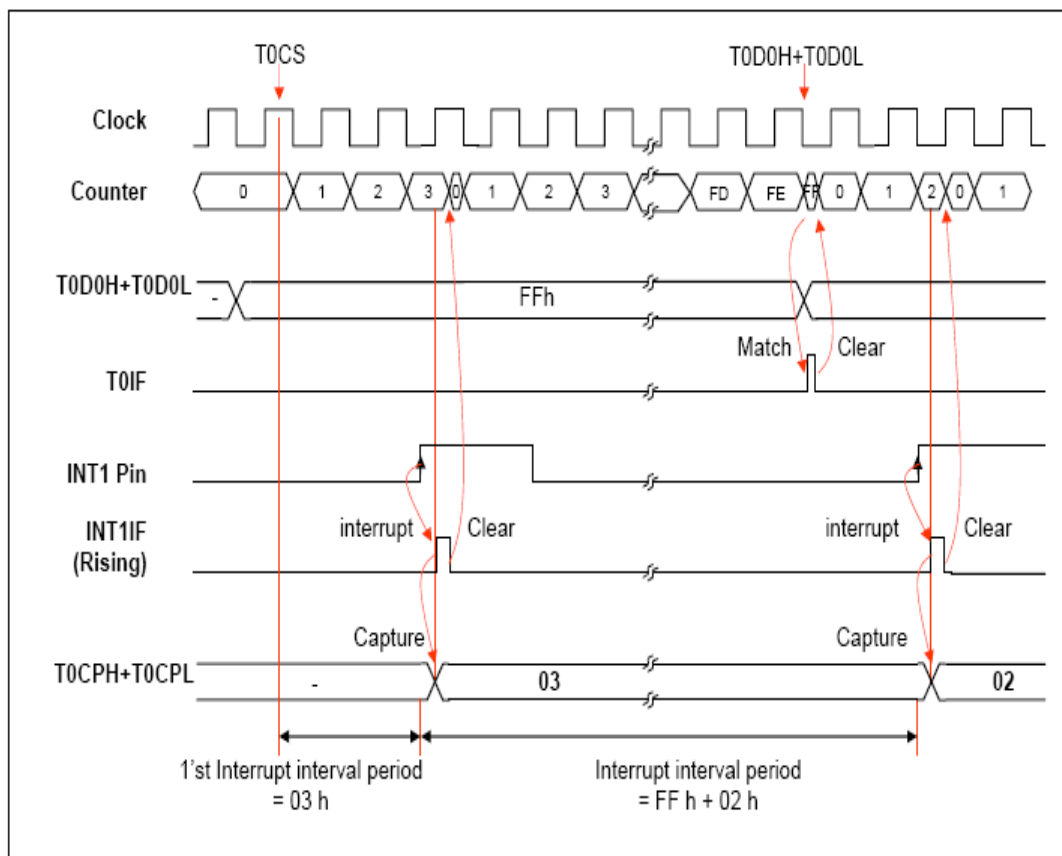 T0CS T0D0H+T0D0L
Clock
Counter 0 1 2 3 0 1 2 3 FD FE FF 0 1 2 0 1
T0D0H+T0D0L - FFh
Match Clear
T0IF
INT1 Pin
INT1IF interrupt Clear interrupt Clear
(Rising)
Capture Capture
T0CPH+T0CPL - 03 02
1'st Interrupt interval period Interrupt interval period
= 03 h = FF h + 02 h